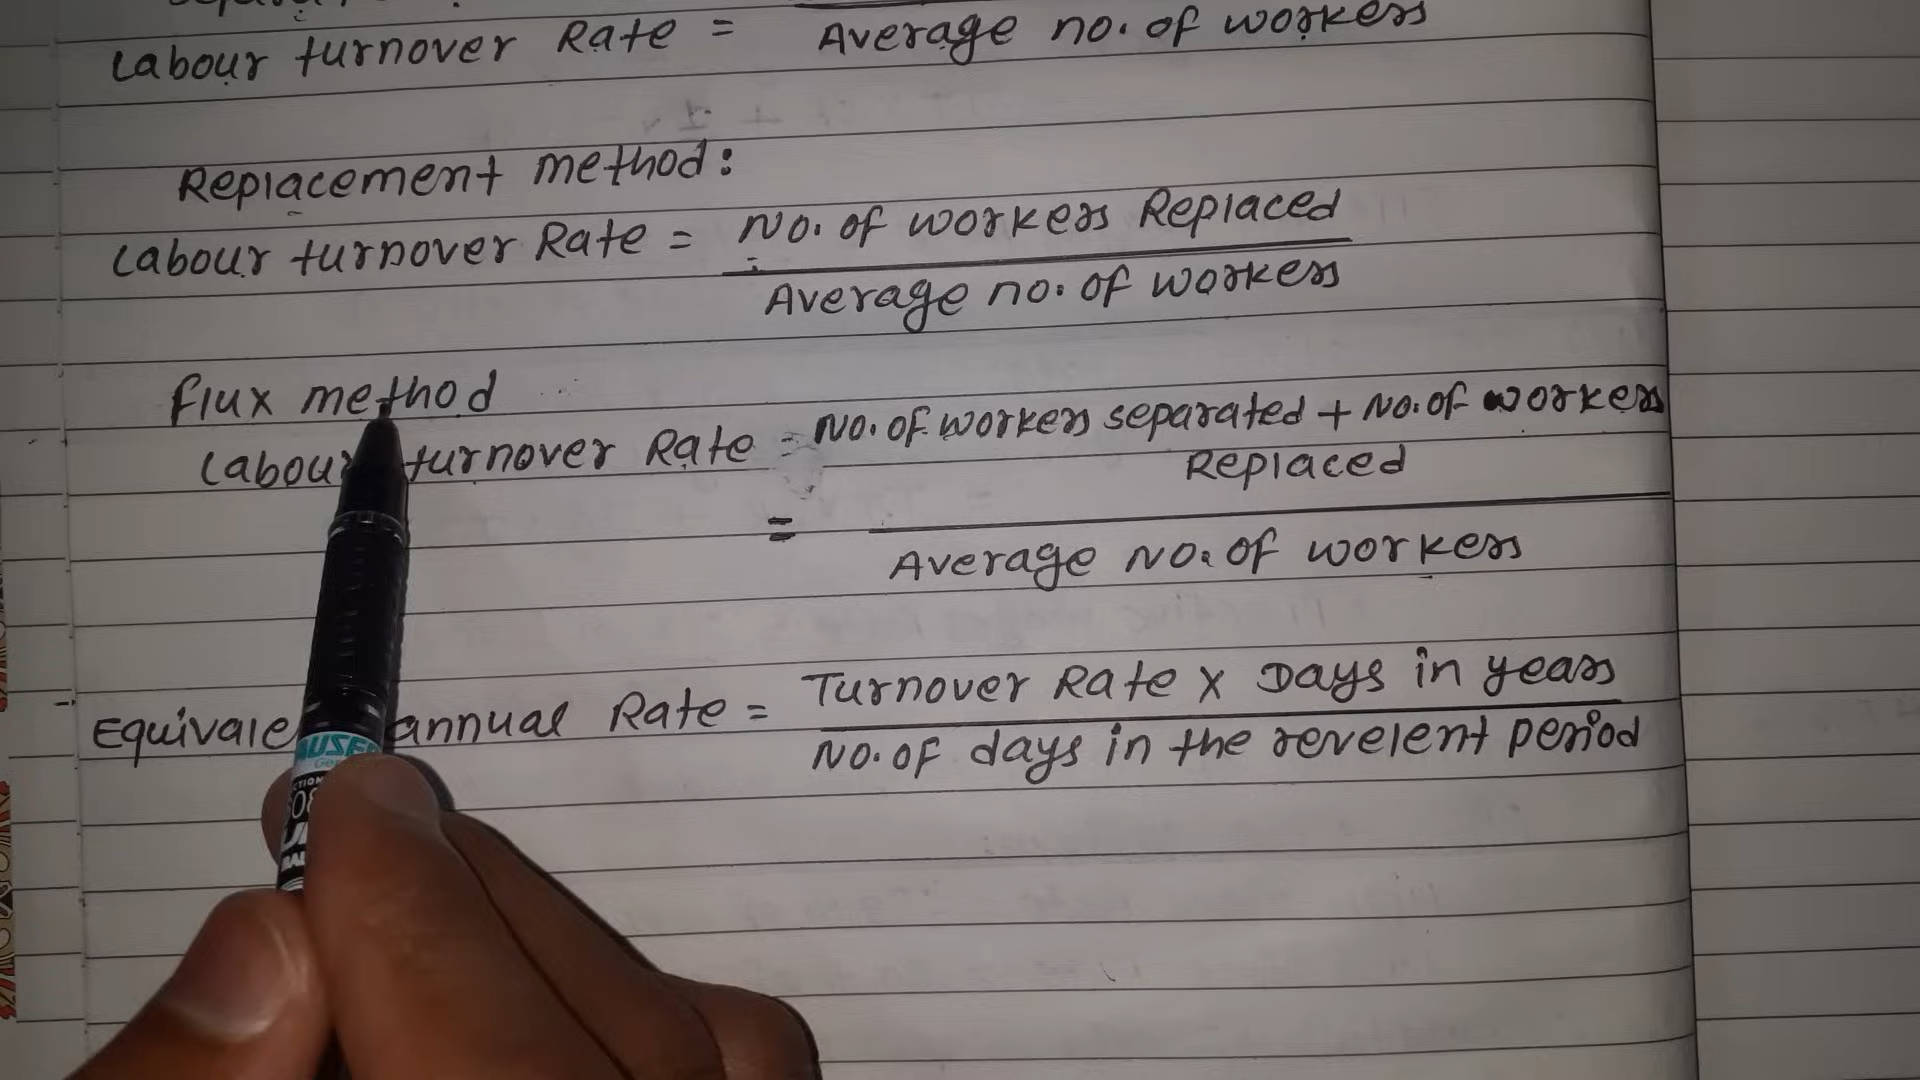 Labour turnover Rate = Average no. of workers
Replacement method:
Labour turnover Rate = No. of workers Replaced
Average no. of workers
flux method
Labour turnover Rate = No. of workers separated + No. of workers
Replaced
=
Average No. of workers
Equivale annual Rate = Turnover Rate x Days in years
No. of days in the revelent period